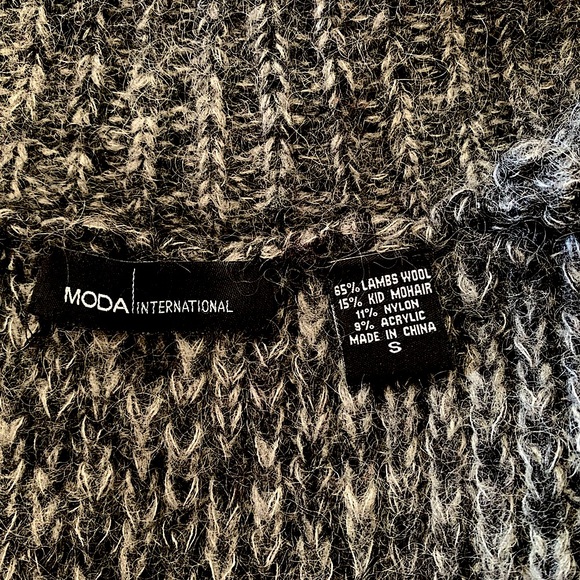 MODA INTERNATIONAL
65% LAMBS WOOL
15% KID MOHAIR
11% NYLON
9% ACRYLIC
MADE IN CHINA
S